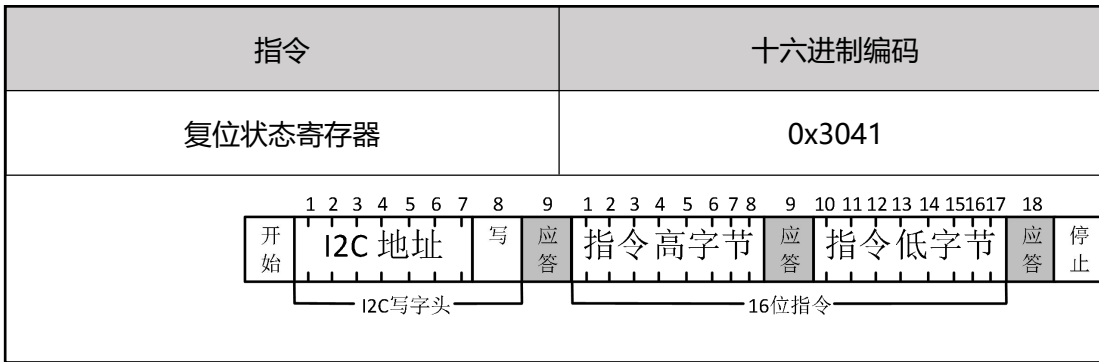 指令 十六进制编码
复位状态寄存器 0x3041
1 2 3 4 5 6 7 8 9 1 2 3 4 5 6 7 8 9 10 11 12 13 14 15 16 17 18
开始 I2C 地址 写 应答 指令高字节 应答 指令低字节 应答 停止
I2C写字头 16位指令